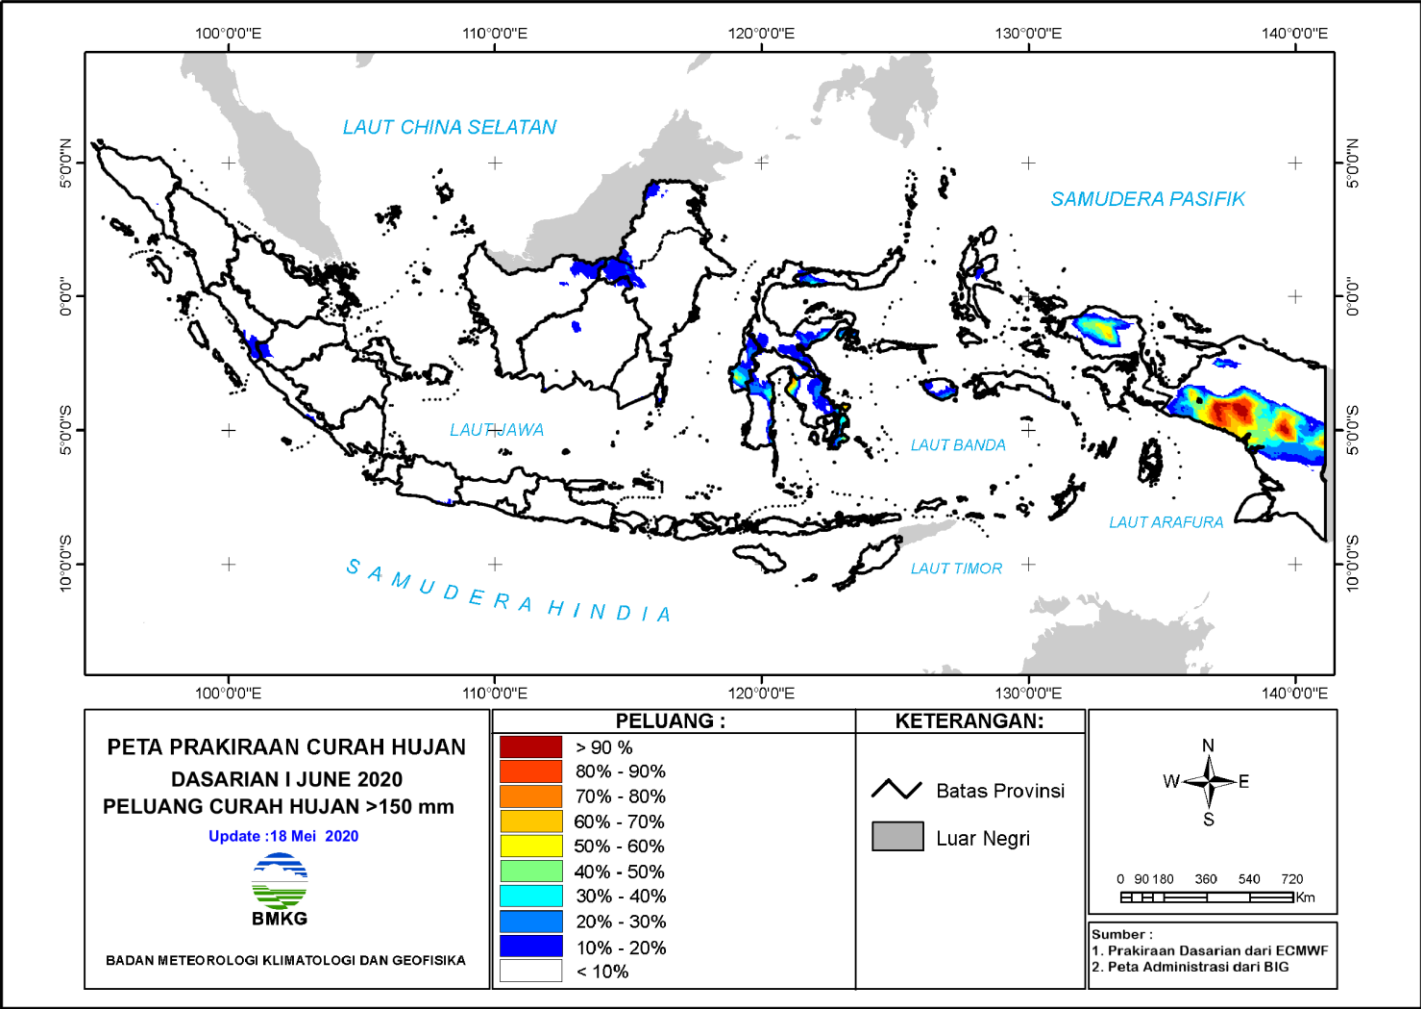 100°0'0"E 110°0'0"E 120°0'0"E 130°0'0"E 140°0'0"E
5°0'0"N
0°0'0"
5°0'0"S
10°0'0"S
LAUT CHINA SELATAN
SAMUDERA PASIFIK
LAUT JAWA
LAUT BANDA
LAUT ARAFURA
LAUT TIMOR
SAMUDERA HINDIA
5°0'0"N
0°0'0"
5°0'0"S
10°0'0"S
100°0'0"E 110°0'0"E 120°0'0"E 130°0'0"E 140°0'0"E
PETA PRAKIRAAN CURAH HUJAN
DASARIAN I JUNE 2020
PELUANG CURAH HUJAN >150 mm
Update :18 Mei 2020
BMKG
BADAN METEOROLOGI KLIMATOLOGI DAN GEOFISIKA
PELUANG :
> 90 %
80% - 90%
70% - 80%
60% - 70%
50% - 60%
40% - 50%
30% - 40%
20% - 30%
10% - 20%
< 10%
KETERANGAN:
Batas Provinsi
Luar Negri
N
W E
S
0 90 180 360 540 720
Km
Sumber :
1. Prakiraan Dasarian dari ECMWF
2. Peta Administrasi dari BIG